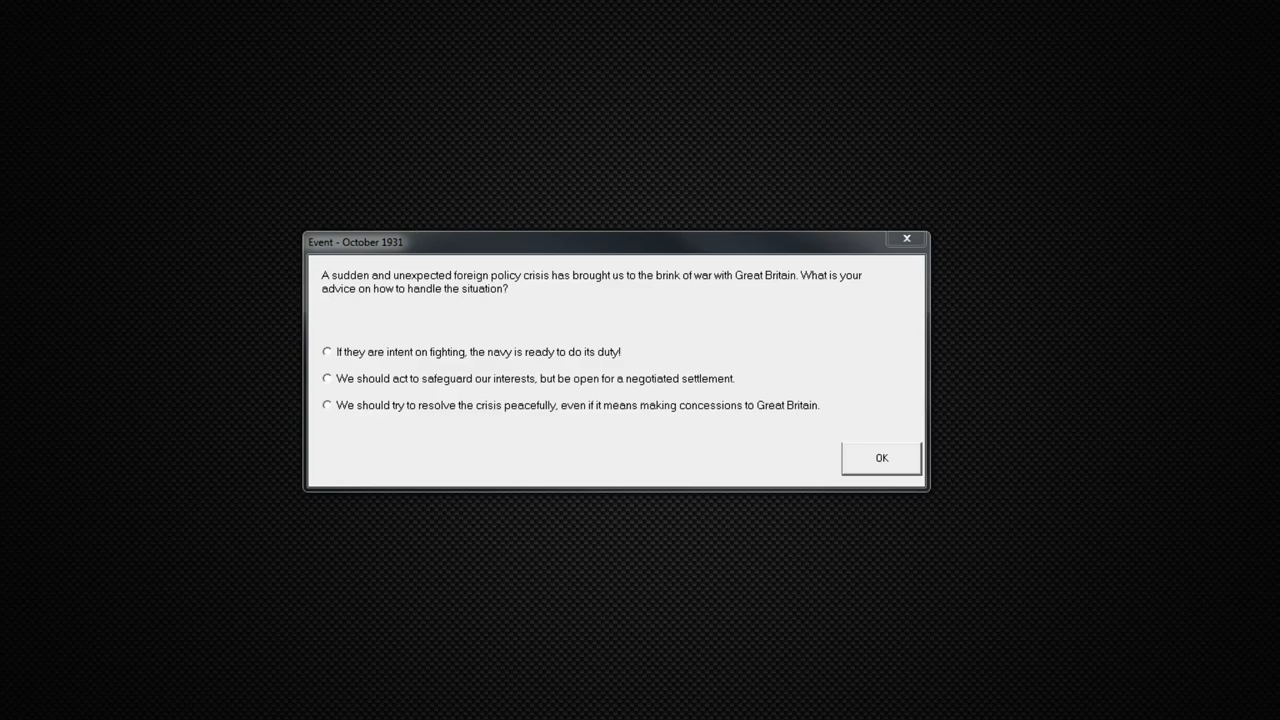 Event - October 1931
X
A sudden and unexpected foreign policy crisis has brought us to the brink of war with Great Britain. What is your
advice on how to handle the situation?
If they are intent on fighting, the navy is ready to do its duty!
We should act to safeguard our interests, but be open for a negotiated settlement.
We should try to resolve the crisis peacefully, even if it means making concessions to Great Britain.
OK